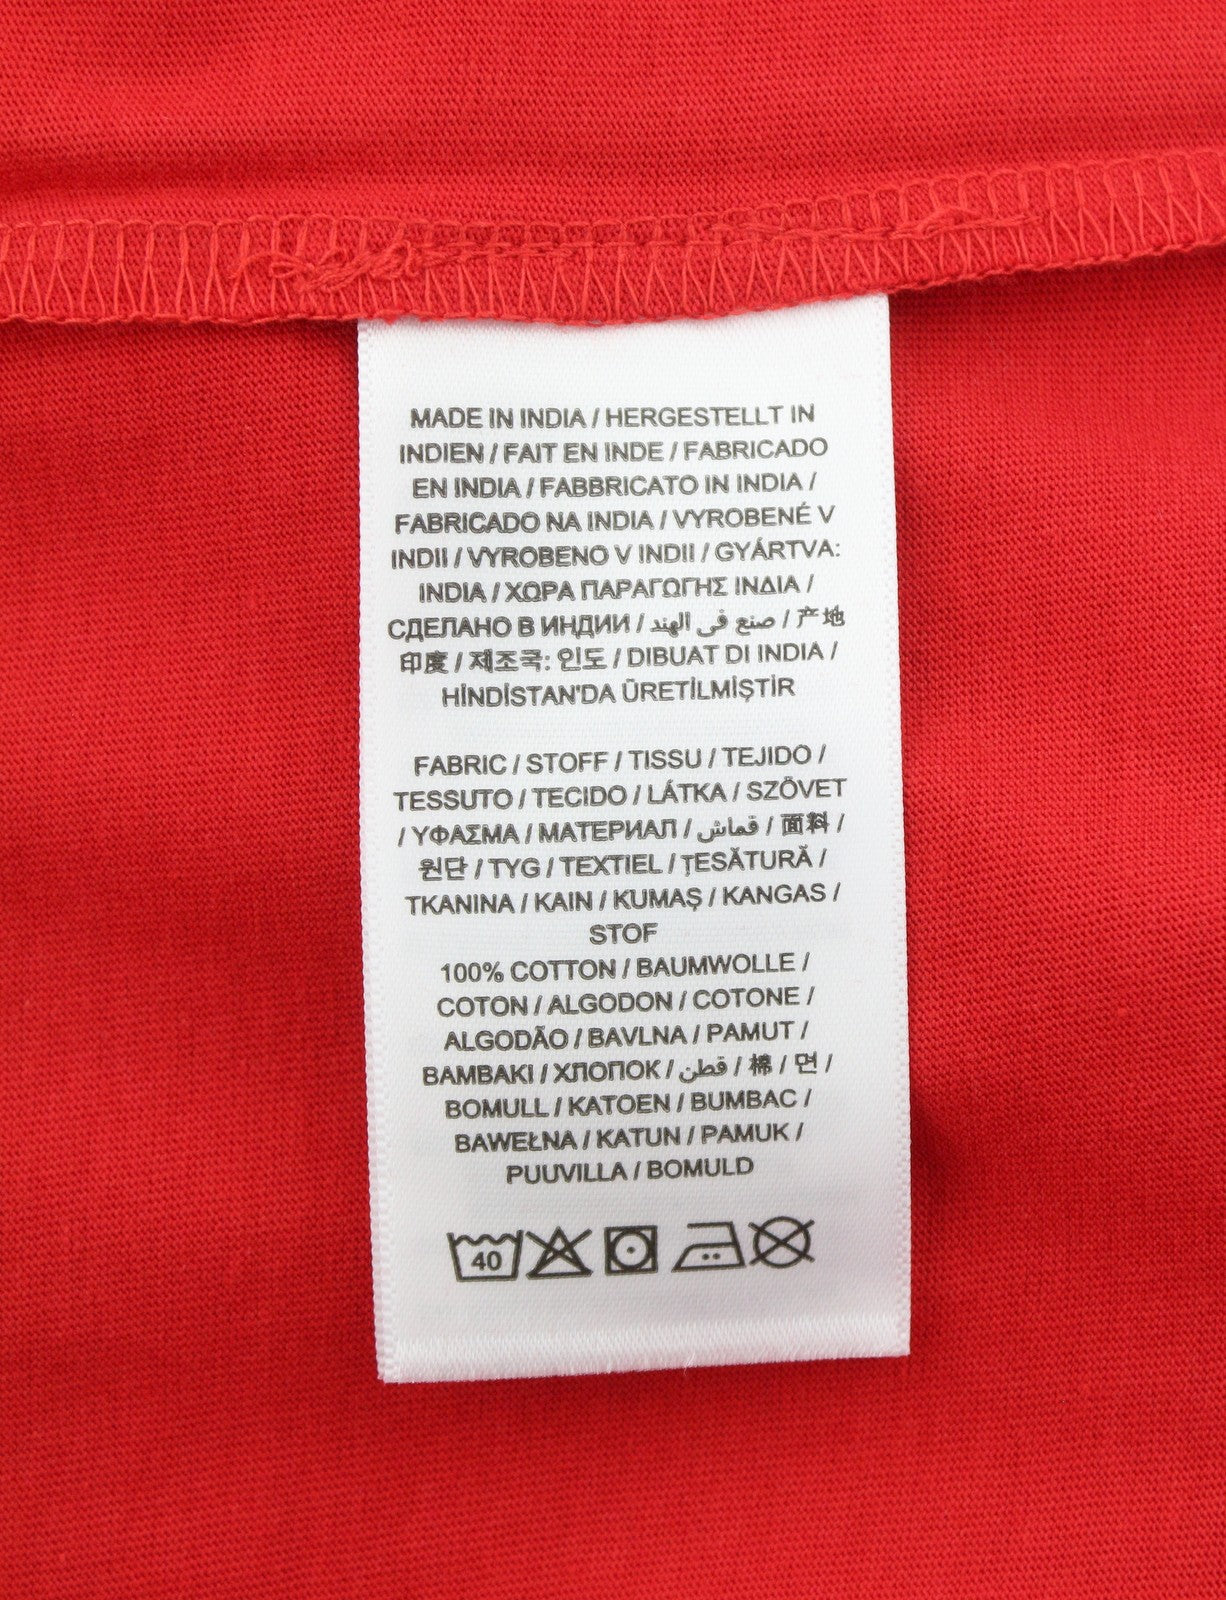 MADE IN INDIA / HERGESTELLT IN
INDIEN / FAIT EN INDE / FABRICADO
EN INDIA / FABBRICATO IN INDIA /
FABRICADO NA INDIA / VYROBENÉ V
INDII / VYROBENO V INDII / GYÁRTVA:
INDIA / ΧΩΡΑ ΠΑΡΑΓΩΓΗΣ ΙΝΔΙΑ /
СДЕЛАНО В ИНДИИ / صنع في الهند / 产地
印度 / 제조국: 인도 / DIBUAT DI INDIA /
HİNDİSTAN'DA ÜRETİLMİŞTİR
FABRIC / STOFF / TISSU / TEJIDO /
TESSUTO / TECIDO / LÁTKA / SZÖVET
/ ΥΦΑΣΜΑ / МАТЕРИАЛ / قماش / 面料 /
원단 / TYG / TEXTIEL / ŢESĂTURĂ /
TKANINA / KAIN / KUMAŞ / KANGAS /
STOF
100% COTTON / BAUMWOLLE /
COTON / ALGODON / COTONE /
ALGODÃO / BAVLNA / PAMUT /
BAMBAKI / ХЛОПОК / قطن / 棉 / 면 /
BOMULL / KATOEN / BUMBAC /
BAWEŁNA / KATUN / PAMUK /
PUUVILLA / BOMULD
40